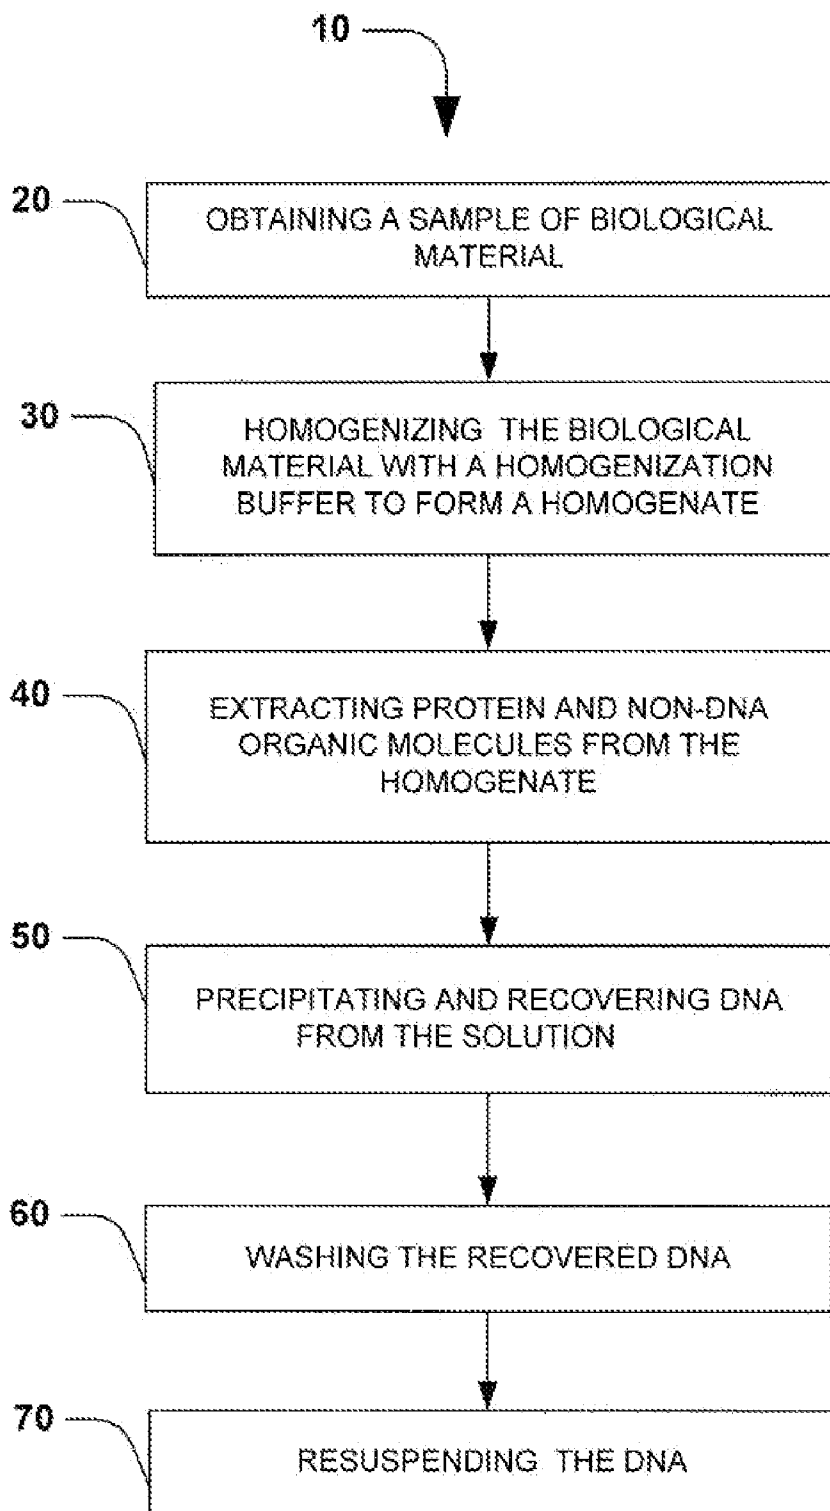 10
20
OBTAINING A SAMPLE OF BIOLOGICAL
MATERIAL
30
HOMOGENIZING THE BIOLOGICAL
MATERIAL WITH A HOMOGENIZATION
BUFFER TO FORM A HOMOGENATE
40
EXTRACTING PROTEIN AND NON-DNA
ORGANIC MOLECULES FROM THE
HOMOGENATE
50
PRECIPITATING AND RECOVERING DNA
FROM THE SOLUTION
60
WASHING THE RECOVERED DNA
70
RESUSPENDING THE DNA